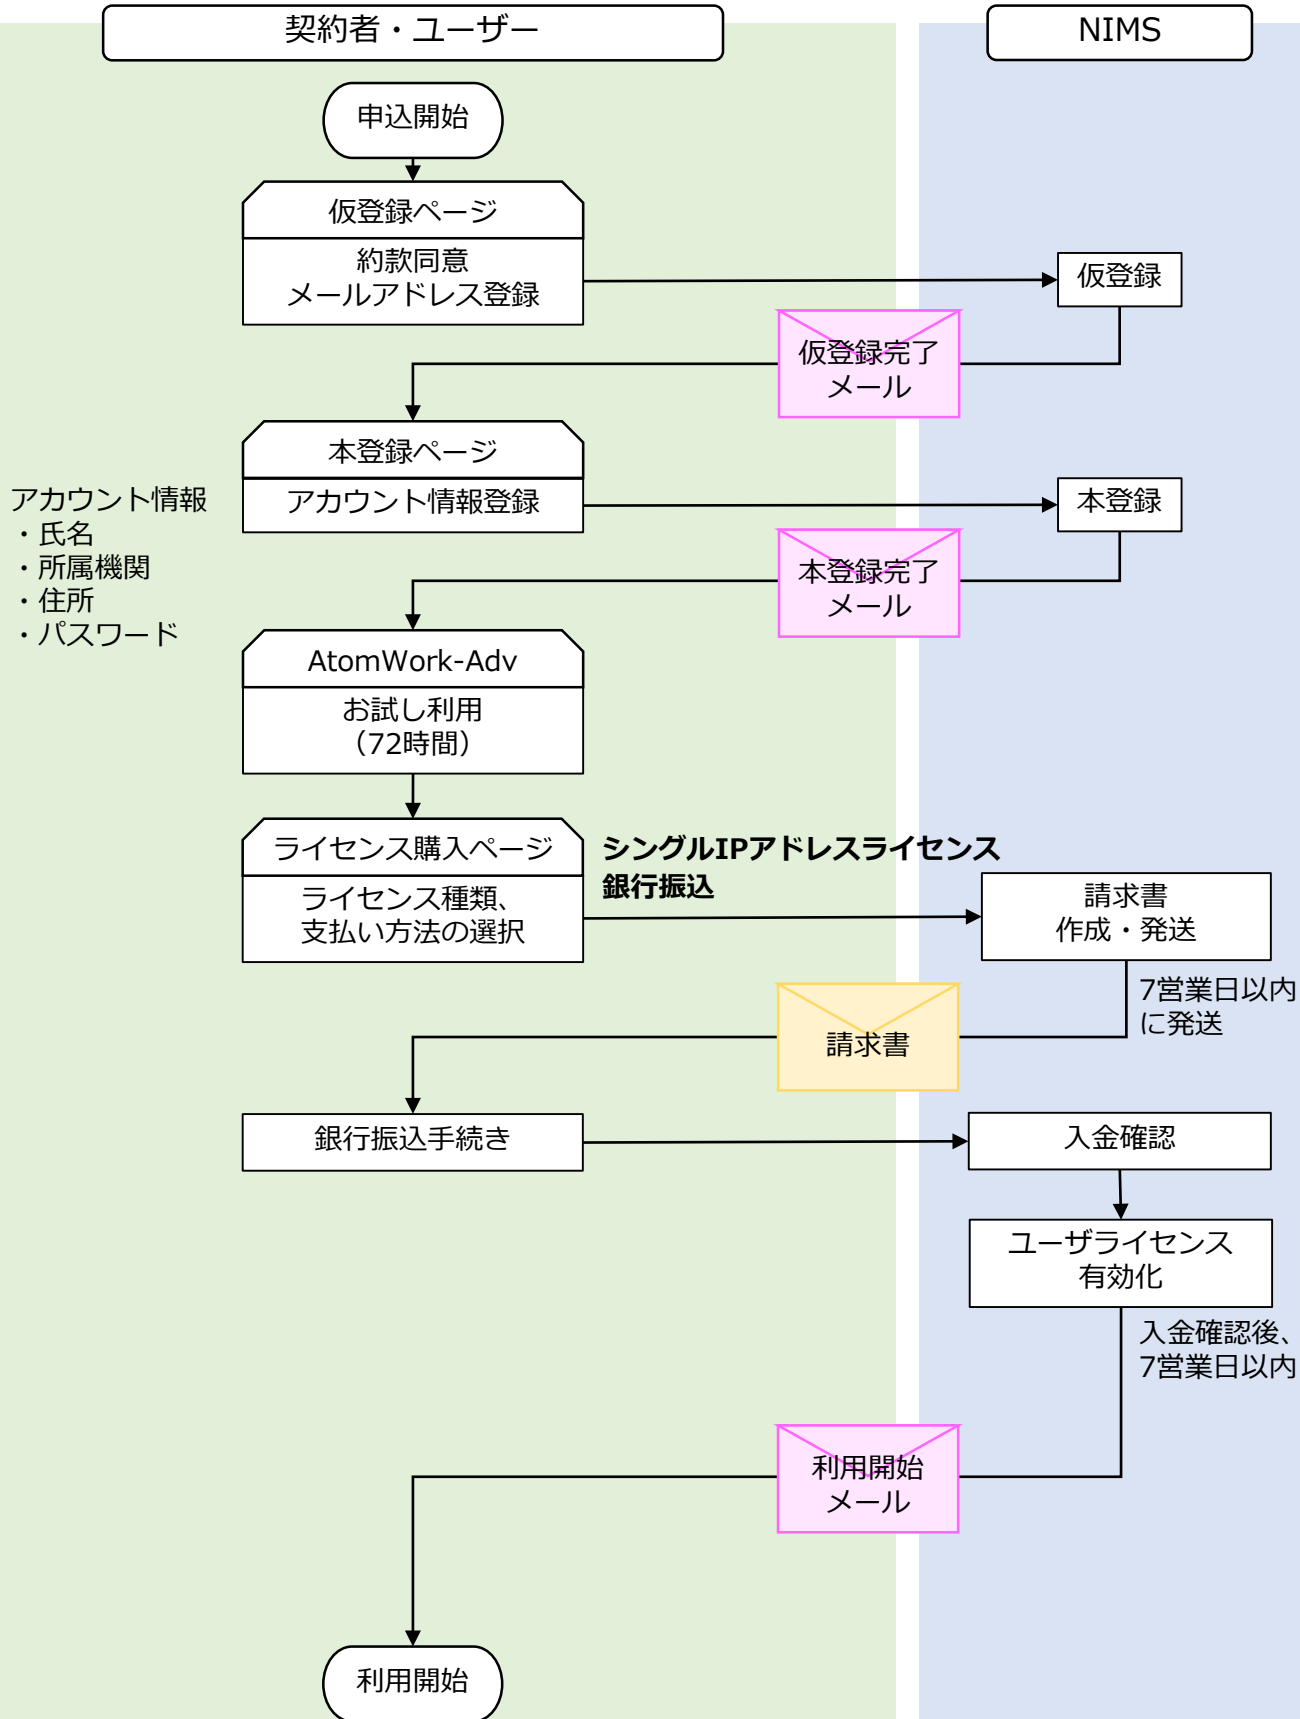 契約者・ユーザー
NIMS
申込開始
仮登録ページ
約款同意
メールアドレス登録
仮登録
仮登録完了
メール
本登録ページ
アカウント情報登録
本登録
アカウント情報
・氏名
・所属機関
・住所
・パスワード
本登録完了
メール
AtomWork-Adv
お試し利用
（72時間）
ライセンス購入ページ
ライセンス種類、
支払い方法の選択
シングルIPアドレスライセンス
銀行振込
請求書
作成・発送
7営業日以内
に発送
請求書
銀行振込手続き
入金確認
ユーザライセンス
有効化
入金確認後、
7営業日以内
利用開始
メール
利用開始